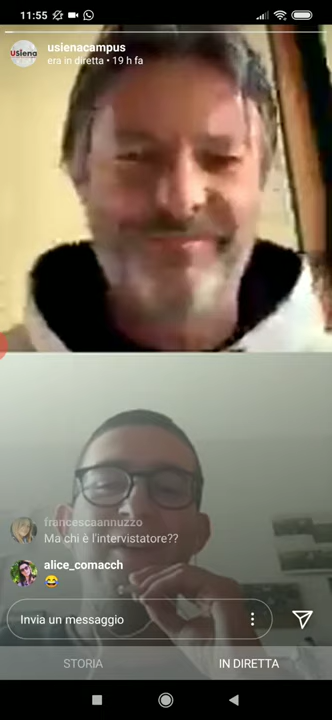 11:55
USiena
usienacampus
era in diretta • 19 h fa
francescaannuzzo
Ma chi è l'intervistatore??
alice_comacch
😂
Invia un messaggio
STORIA
IN DIRETTA